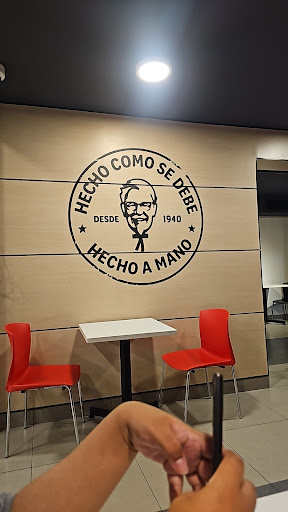 HECHO COMO SE DEBE
DESDE 1940
HECHO A MANO